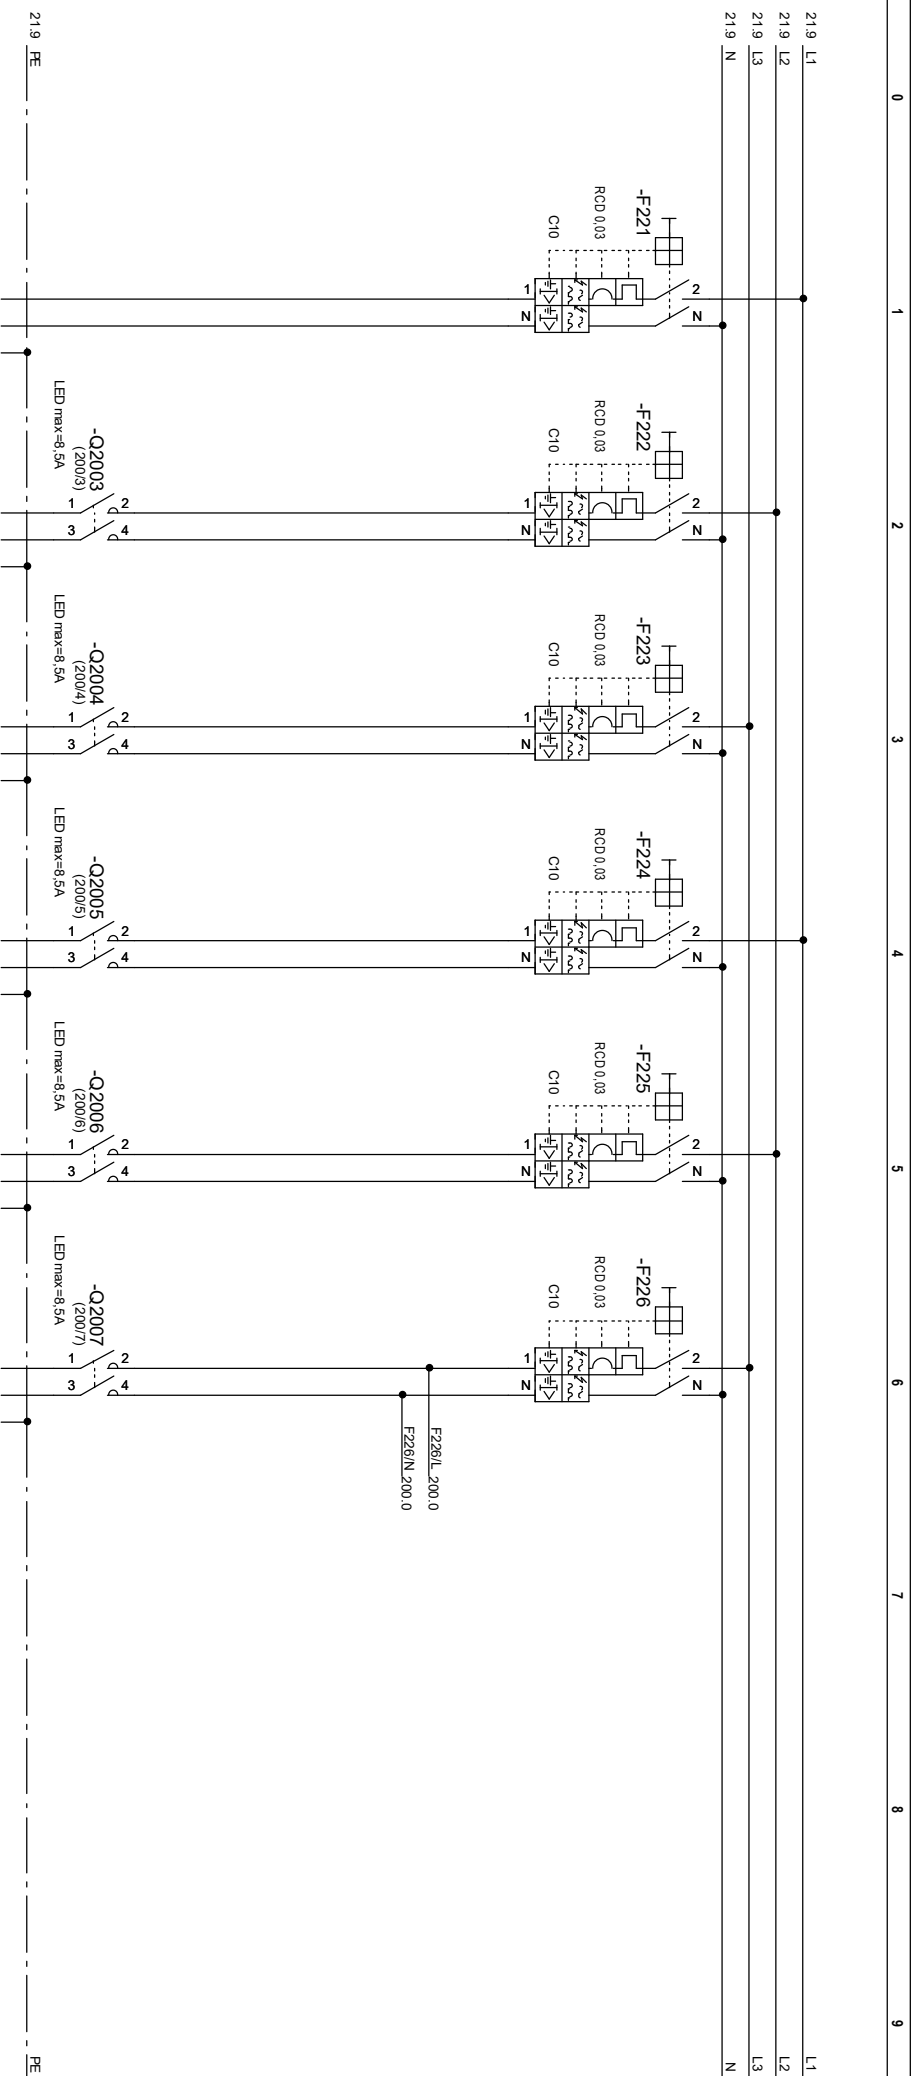 0 1 2 3 4 5 6 7 8 9
21.9 L1 L1
21.9 L2 L2
21.9 L3 L3
21.9 N N
-F221 -F222 -F223 -F224 -F225 -F226
2 N 2 N 2 N 2 N 2 N 2 N
RCD 0,03 RCD 0,03 RCD 0,03 RCD 0,03 RCD 0,03 RCD 0,03
C10 C10 C10 C10 C10 C10
1 N 1 N 1 N 1 N 1 N 1 N
F226/L 200.0
F226/N 200.0
2 4 2 4 2 4 2 4 2 4
-Q2003 -Q2004 -Q2005 -Q2006 -Q2007
(200/3) (200/4) (200/5) (200/6) (200/7)
1 3 1 3 1 3 1 3 1 3
LED max=8,5A LED max=8,5A LED max=8,5A LED max=8,5A LED max=8,5A
21.9 PE PE